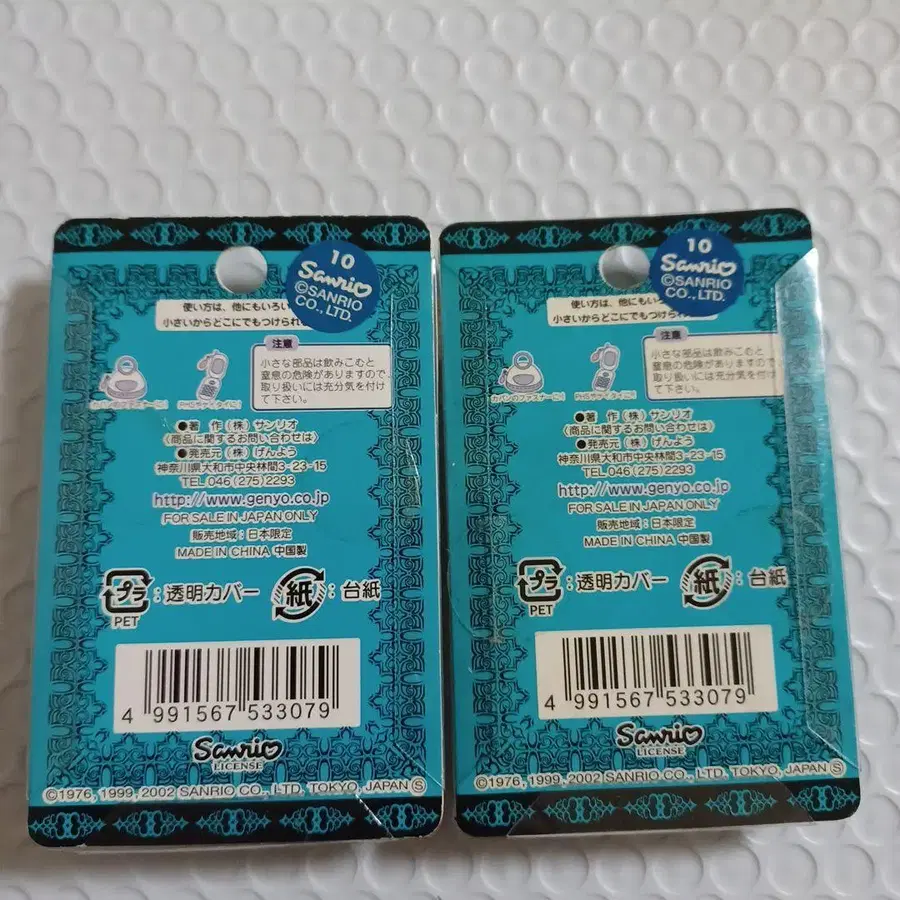 10
Sanrio
©SANRIO
CO., LTD.
使い方は、他にもいろい
小さいからどこにでもつけられ
注意
小さな部品は飲みこむと
窒息の危険がありますので
取り扱いには充分気を付け
て下さい。
●著 作(株)サンリオ
〈商品に関するお問い合わせは〉
●発売元(株)げんよう
神奈川県大和市中央林間3-23-15
TEL.046(275)2293
http://www.genyo.co.jp
FOR SALE IN JAPAN ONLY
販売地域:日本限定
MADE IN CHINA 中国製
プラ:透明カバー 紙:台紙
PET
4 991567 533079
Sanrio
LICENSE
©1976, 1999, 2002 SANRIO CO., LTD. TOKYO, JAPAN Ⓢ
10
Sanrio
©SANRIO
CO., LTD.
使い方は、他にもいろ
小さいからどこにでもつけられ
注意
小さな部品は飲みこむと
窒息の危険がありますので
取り扱いには充分気を付け
て下さい。
●著 作(株)サンリオ
〈商品に関するお問い合わせは〉
●発売元(株)げんよう
神奈川県大和市中央林間3-23-15
TEL.046(275)2293
http://www.genyo.co.jp
FOR SALE IN JAPAN ONLY
販売地域:日本限定
MADE IN CHINA 中国製
プラ:透明カバー 紙:台紙
PET
4 991567 533079
Sanrio
LICENSE
©1976, 1999, 2002 SANRIO CO., LTD. TOKYO, JAPAN Ⓢ